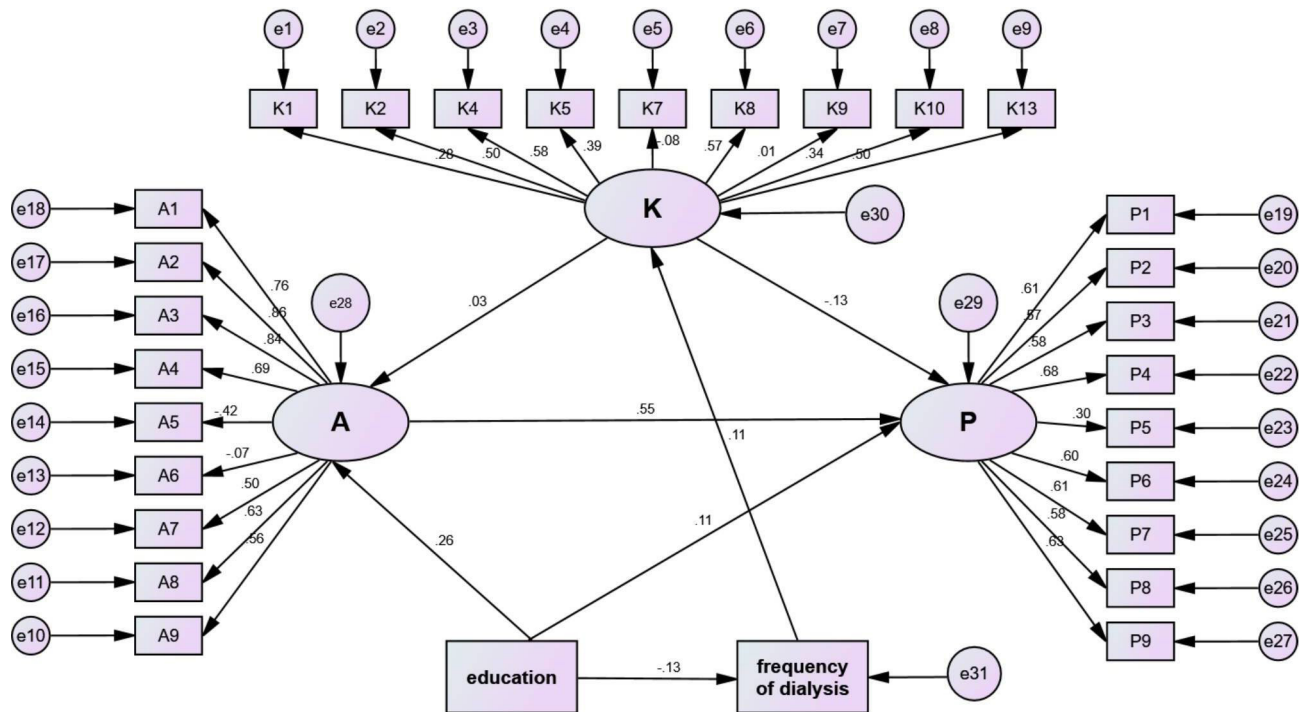 e1 e2 e3 e4 e5 e6 e7 e8 e9
K1 K2 K4 K5 K7 K8 K9 K10 K13
.28 .50 .58 .39 -.08 .57 .01 .34 .50
K
e30
e18 A1
e17 A2
e16 A3
e15 A4
e14 A5
e13 A6
e12 A7
e11 A8
e10 A9
.76
.86
.84
.69
-.42
-.07
.50
.63
.56
e28
A
.03
-.13
.55
e29
P
.61
.57
.58
.68
.30
.60
.61
.58
.63
P1 e19
P2 e20
P3 e21
P4 e22
P5 e23
P6 e24
P7 e25
P8 e26
P9 e27
.11
.11
.26
education
-.13
frequency
of dialysis
e31